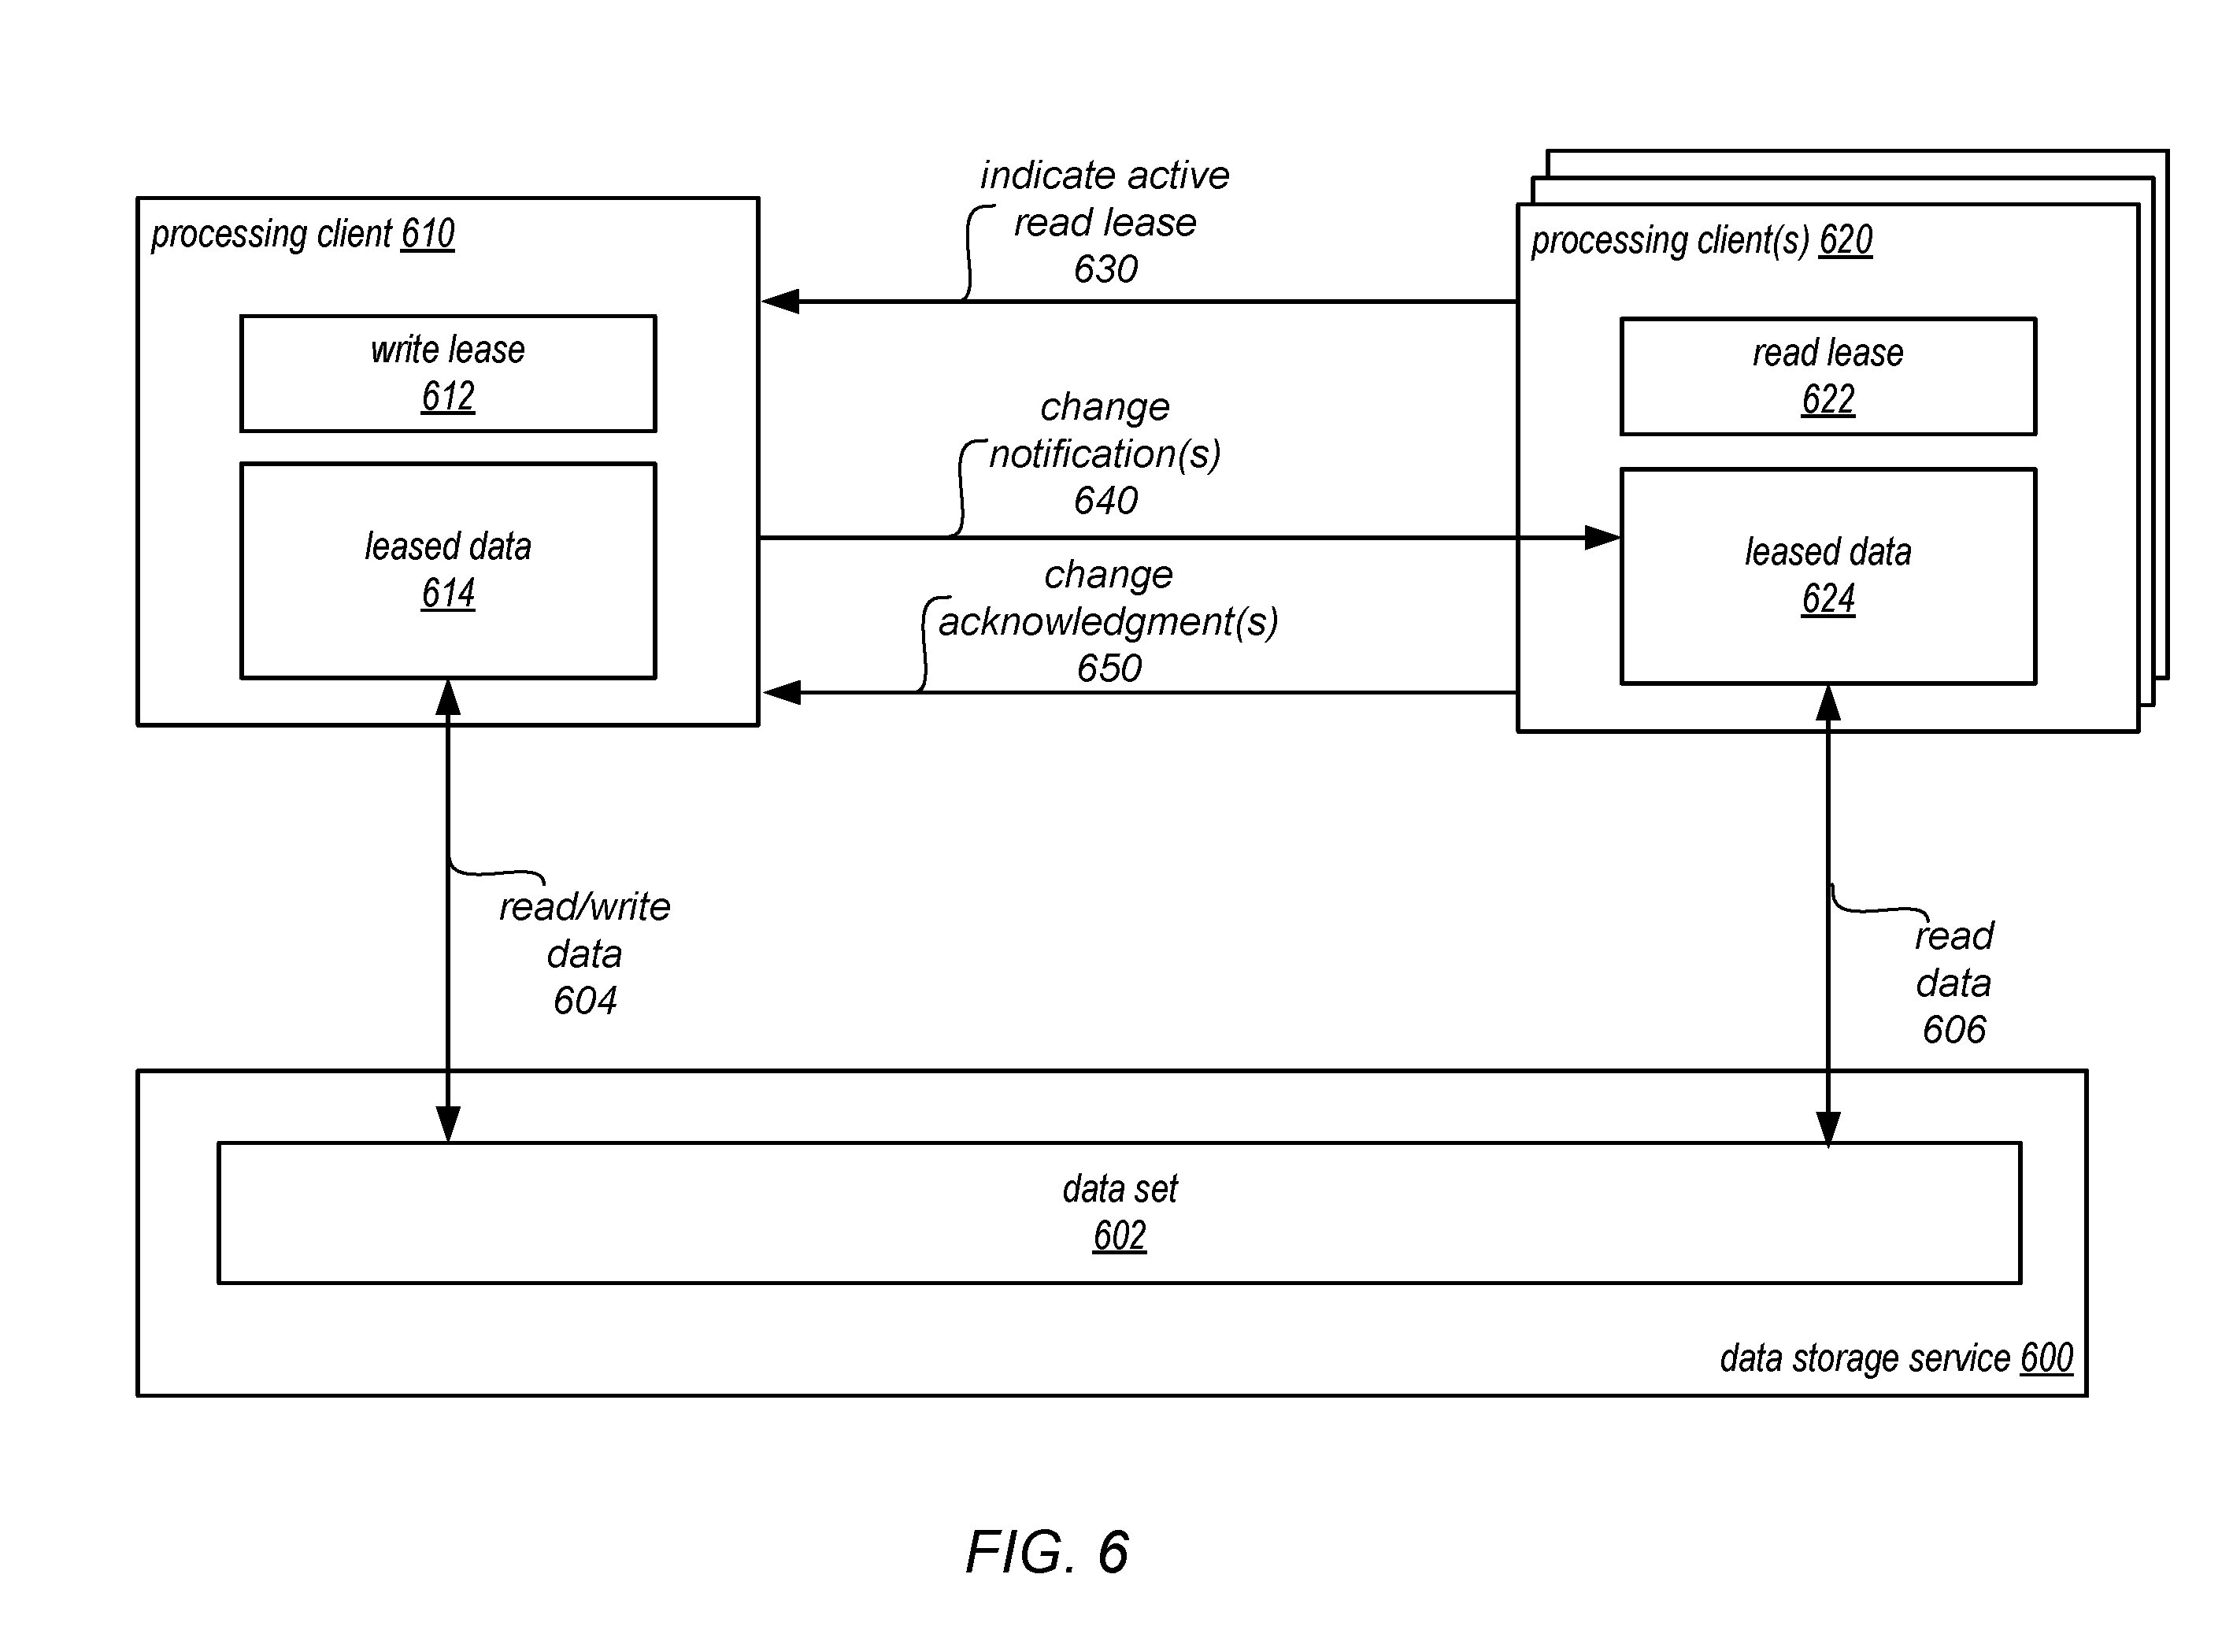 indicate active
read lease
630
processing client 610
processing client(s) 620
write lease
612
read lease
622
change
notification(s)
640
leased data
614
leased data
624
change
acknowledgment(s)
650
read/write
data
604
read
data
606
data set
602
data storage service 600
FIG. 6